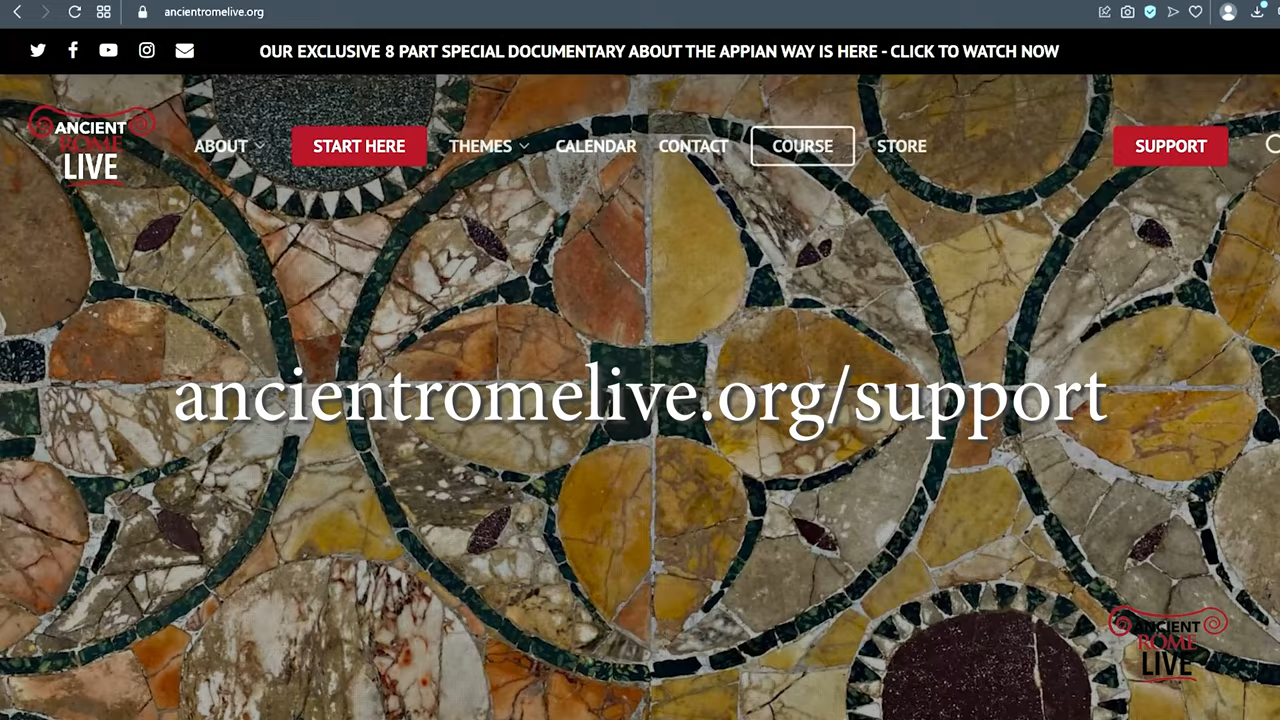 ancientromelive.org
OUR EXCLUSIVE 8 PART SPECIAL DOCUMENTARY ABOUT THE APPIAN WAY IS HERE - CLICK TO WATCH NOW
ANCIENT
ROME
LIVE
ABOUT
START HERE
THEMES
CALENDAR
CONTACT
COURSE
STORE
SUPPORT
ancientromelive.org/support
ANCIENT
ROME
LIVE